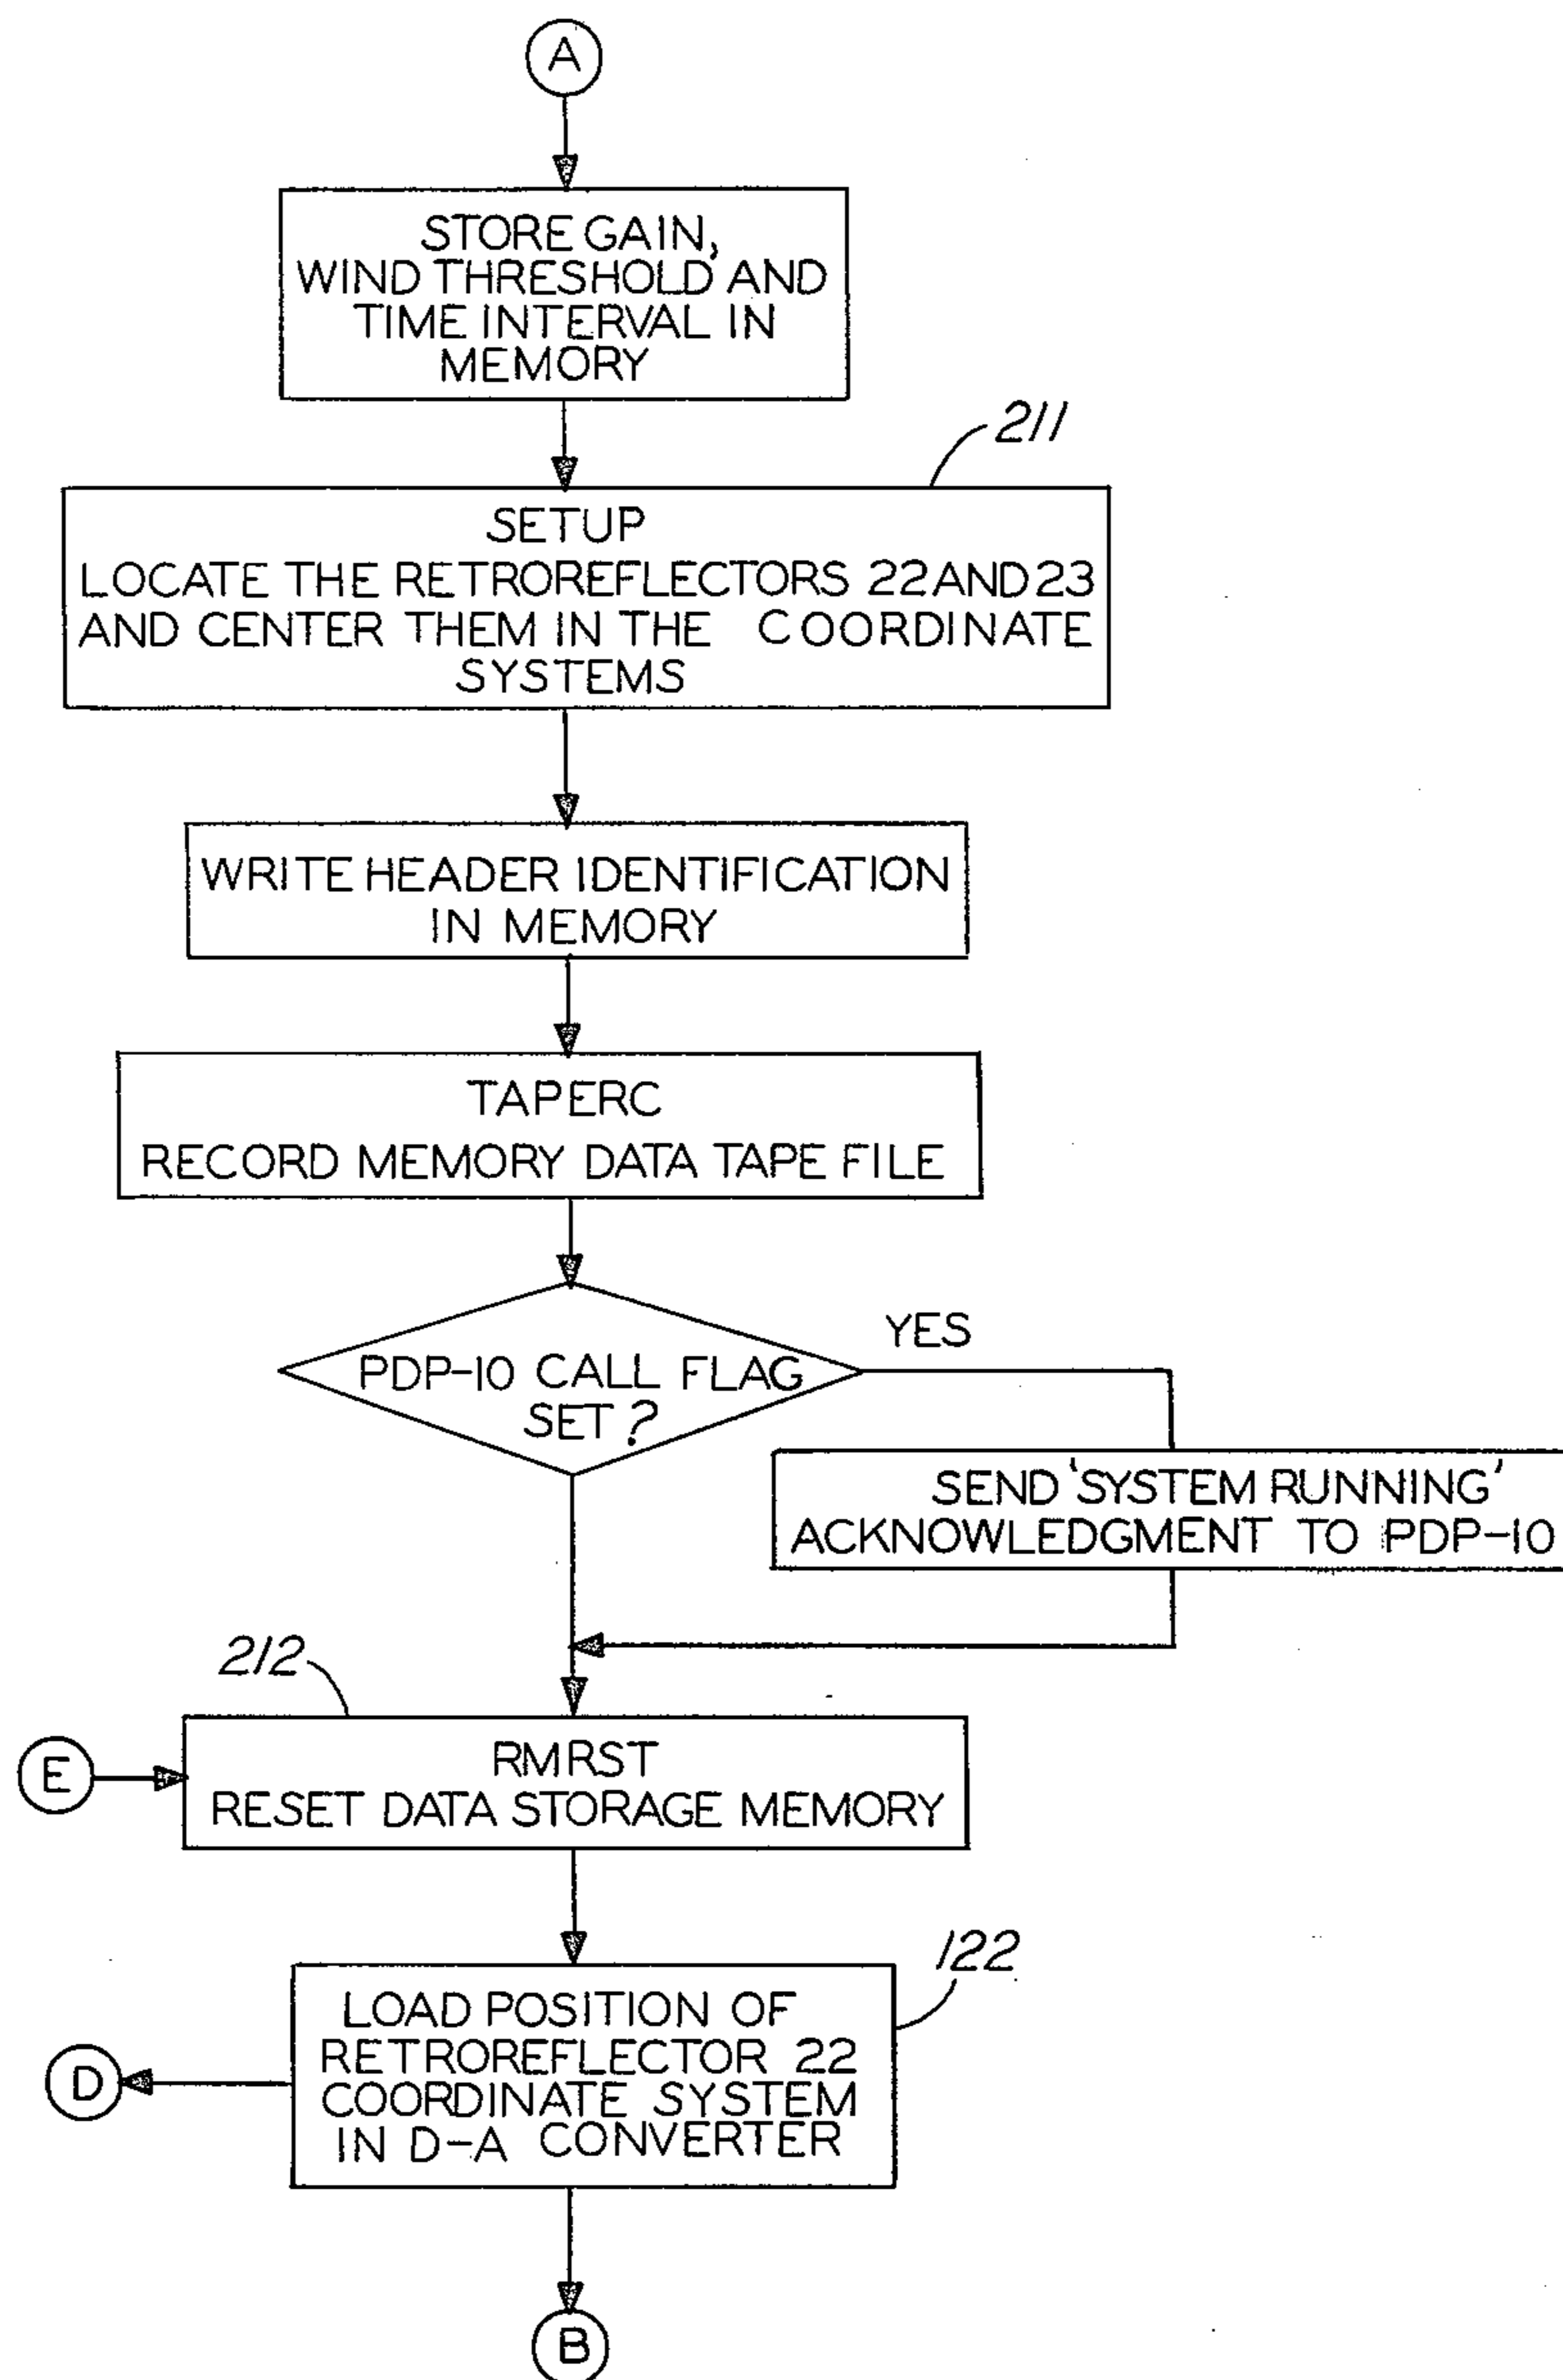 A
STORE GAIN,
WIND THRESHOLD, AND
TIME INTERVAL IN
MEMORY
211
SETUP
LOCATE THE RETROREFLECTORS 22 AND 23
AND CENTER THEM IN THE COORDINATE
SYSTEMS
WRITE HEADER IDENTIFICATION
IN MEMORY
TAPERC
RECORD MEMORY DATA TAPE FILE
YES
PDP-10 CALL FLAG
SET?
SEND 'SYSTEM RUNNING'
ACKNOWLEDGMENT TO PDP-10
212
E
RMRST
RESET DATA STORAGE MEMORY
122
LOAD POSITION OF
RETROREFLECTOR 22
COORDINATE SYSTEM
IN D-A CONVERTER
D
B